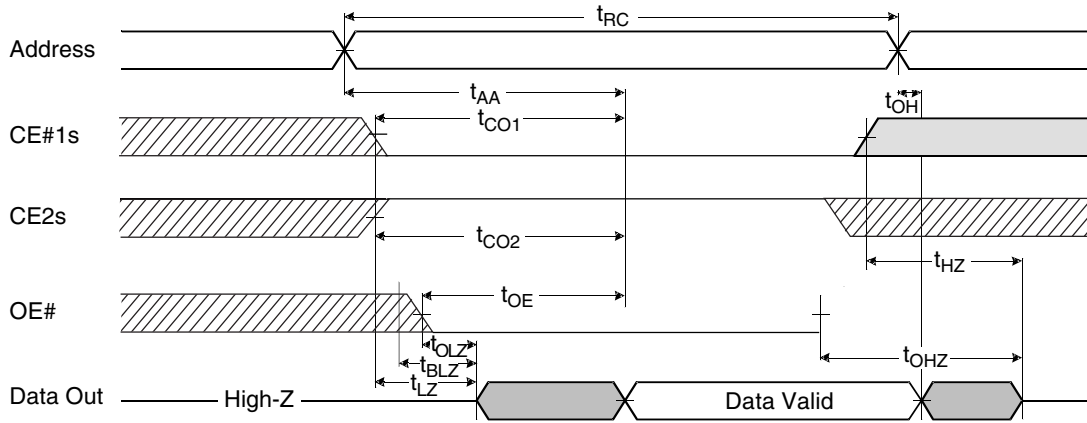 tRC
Address
tAA
tOH
tCO1
CE#1s
CE2s
tCO2
tHZ
tOE
OE#
tOLZ
tOHZ
tBLZ
tLZ
Data Out
High-Z
Data Valid